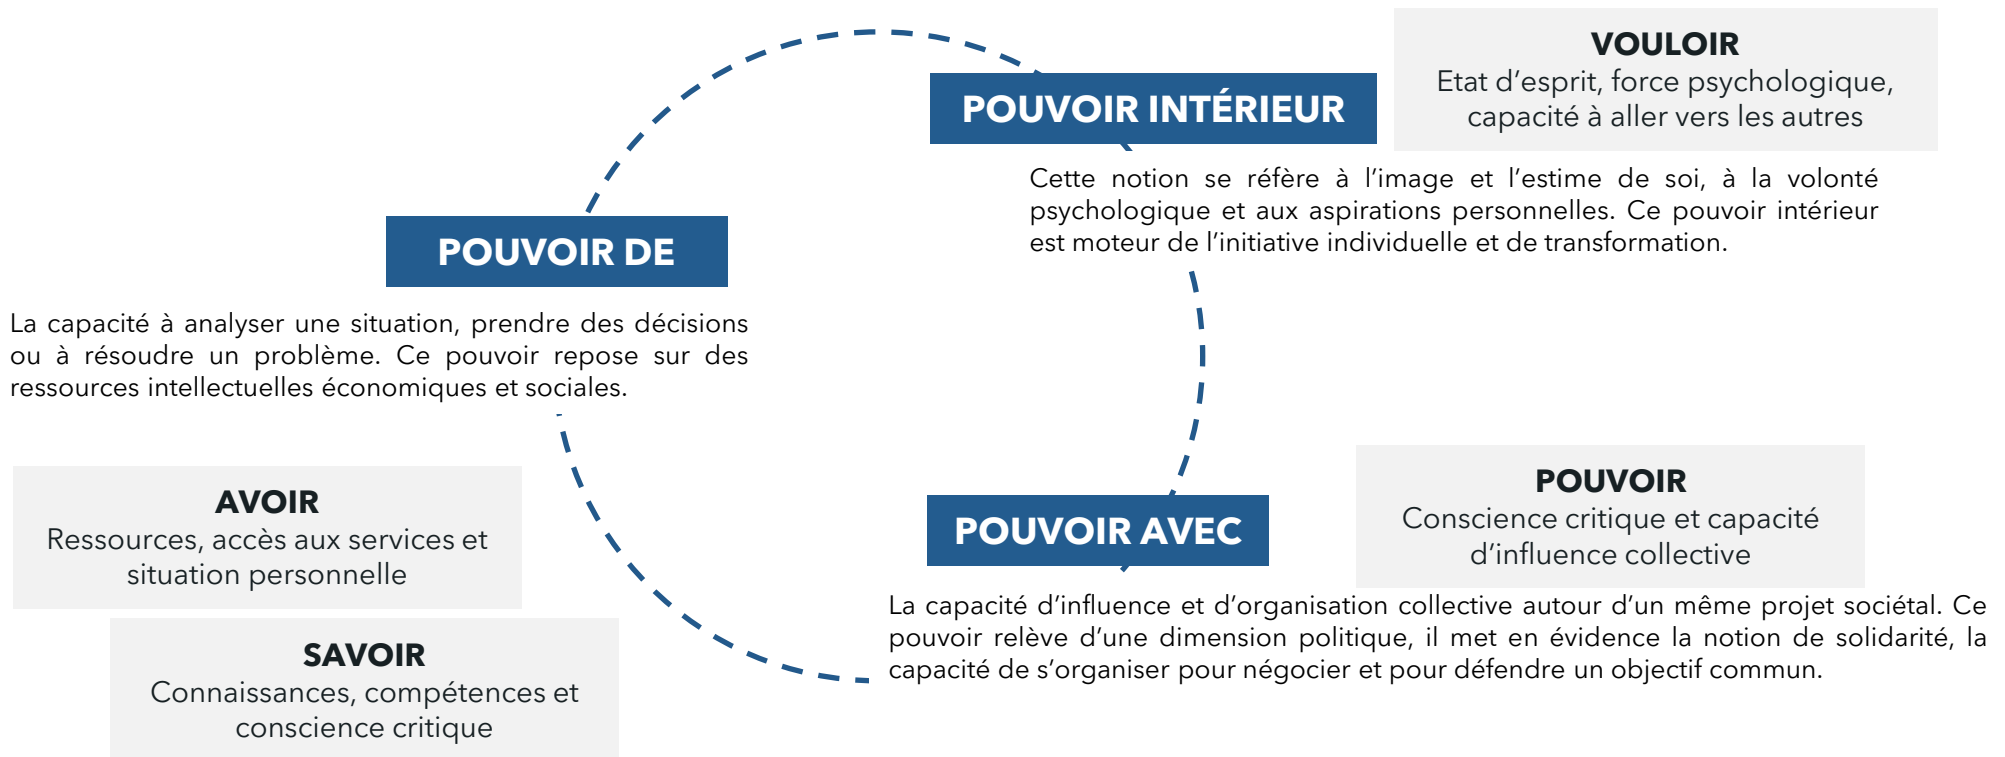 POUVOIR INTÉRIEUR
VOULOIR
Etat d’esprit, force psychologique,
capacité à aller vers les autres
Cette notion se réfère à l’image et l’estime de soi, à la volonté
psychologique et aux aspirations personnelles. Ce pouvoir intérieur
est moteur de l’initiative individuelle et de transformation.
POUVOIR DE
La capacité à analyser une situation, prendre des décisions
ou à résoudre un problème. Ce pouvoir repose sur des
ressources intellectuelles économiques et sociales.
AVOIR
Ressources, accès aux services et
situation personnelle
SAVOIR
Connaissances, compétences et
conscience critique
POUVOIR AVEC
POUVOIR
Conscience critique et capacité
d’influence collective
La capacité d’influence et d’organisation collective autour d’un même projet sociétal. Ce
pouvoir relève d’une dimension politique, il met en évidence la notion de solidarité, la
capacité de s’organiser pour négocier et pour défendre un objectif commun.